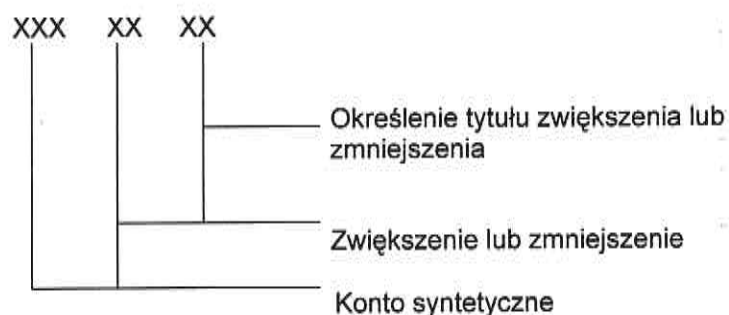 XXX XX XX
Określenie tytułu zwiększenia lub
zmniejszenia
Zwiększenie lub zmniejszenie
Konto syntetyczne